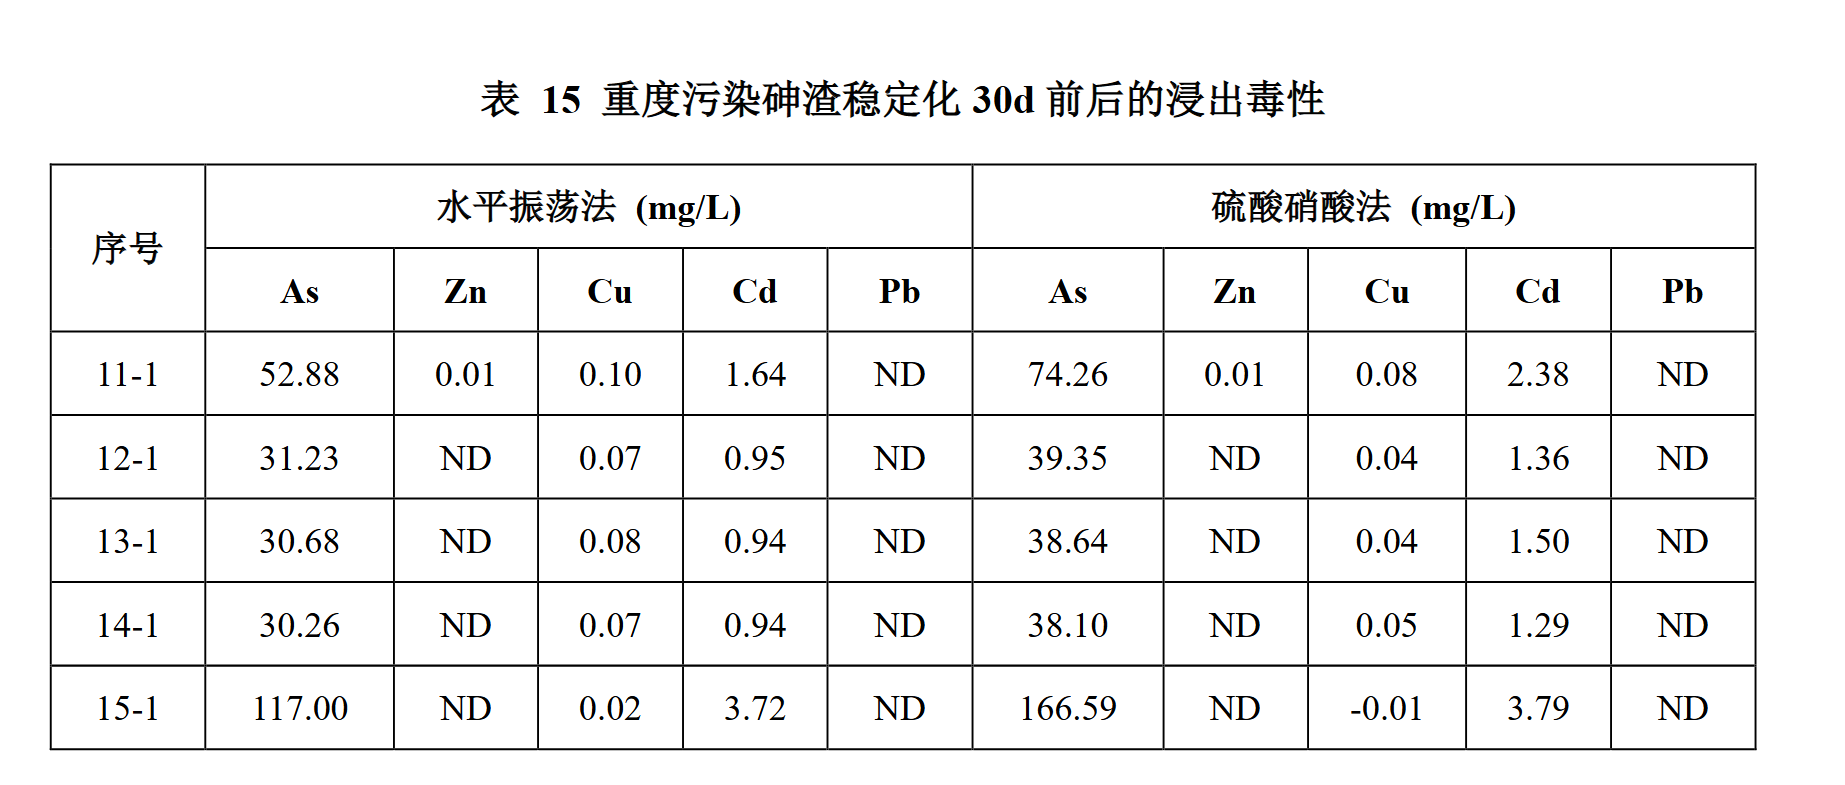 表 15 重度污染砷渣稳定化 30d 前后的浸出毒性
序号 水平振荡法 (mg/L) 硫酸硝酸法 (mg/L)
As Zn Cu Cd Pb As Zn Cu Cd Pb
11-1 52.88 0.01 0.10 1.64 ND 74.26 0.01 0.08 2.38 ND
12-1 31.23 ND 0.07 0.95 ND 39.35 ND 0.04 1.36 ND
13-1 30.68 ND 0.08 0.94 ND 38.64 ND 0.04 1.50 ND
14-1 30.26 ND 0.07 0.94 ND 38.10 ND 0.05 1.29 ND
15-1 117.00 ND 0.02 3.72 ND 166.59 ND -0.01 3.79 ND